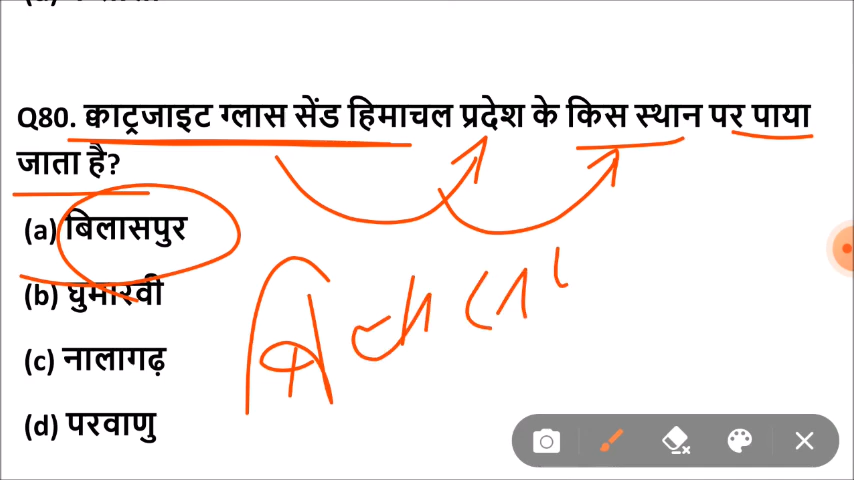 Q80. क्वाट्रजाइट ग्लास सेंड हिमाचल प्रदेश के किस स्थान पर पाया
जाता है?
(a) बिलासपुर
(b) घुमारवी
(c) नालागढ़
(d) परवाणु